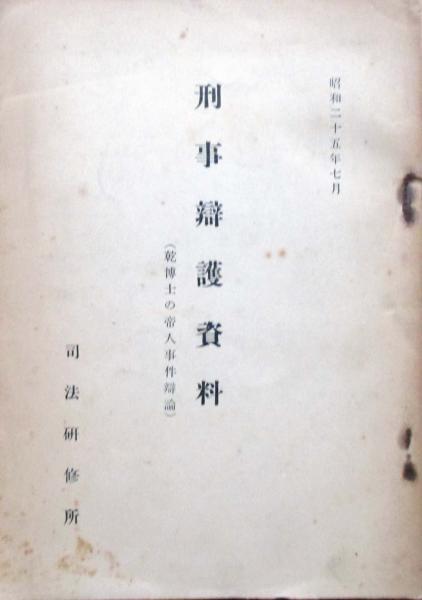 昭和二十五年七月
刑事辯護資料
(乾博士の帝人事件辯論)
司法研修所